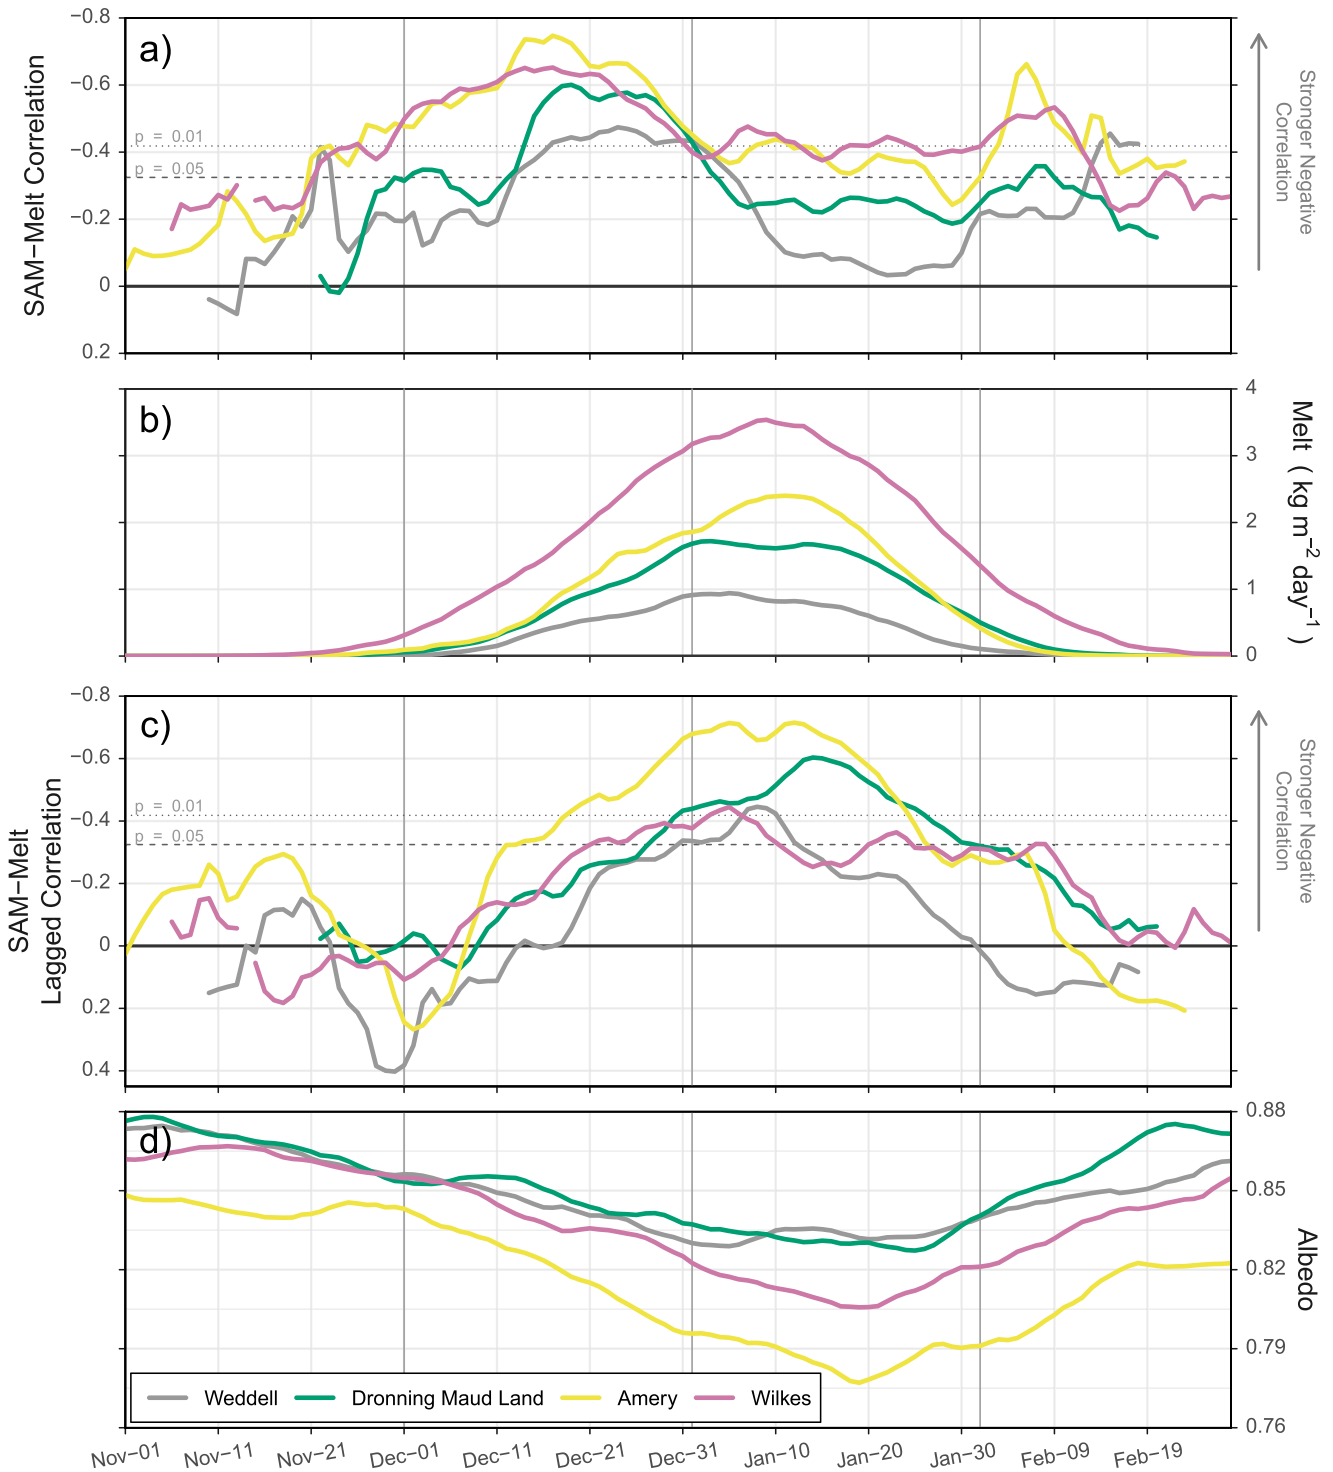 a)
−0.8
−0.6
−0.4
−0.2
0
0.2
SAM−Melt Correlation
p = 0.01
p = 0.05
Stronger Negative
Correlation
b)
4
3
2
1
0
Melt ( kg m⁻² day⁻¹ )
c)
−0.8
−0.6
−0.4
−0.2
0
0.2
0.4
SAM−Melt
Lagged Correlation
p = 0.01
p = 0.05
Stronger Negative
Correlation
d)
0.88
0.85
0.82
0.79
0.76
Albedo
Weddell Dronning Maud Land Amery Wilkes
Nov−01 Nov−11 Nov−21 Dec−01 Dec−11 Dec−21 Dec−31 Jan−10 Jan−20 Jan−30 Feb−09 Feb−19